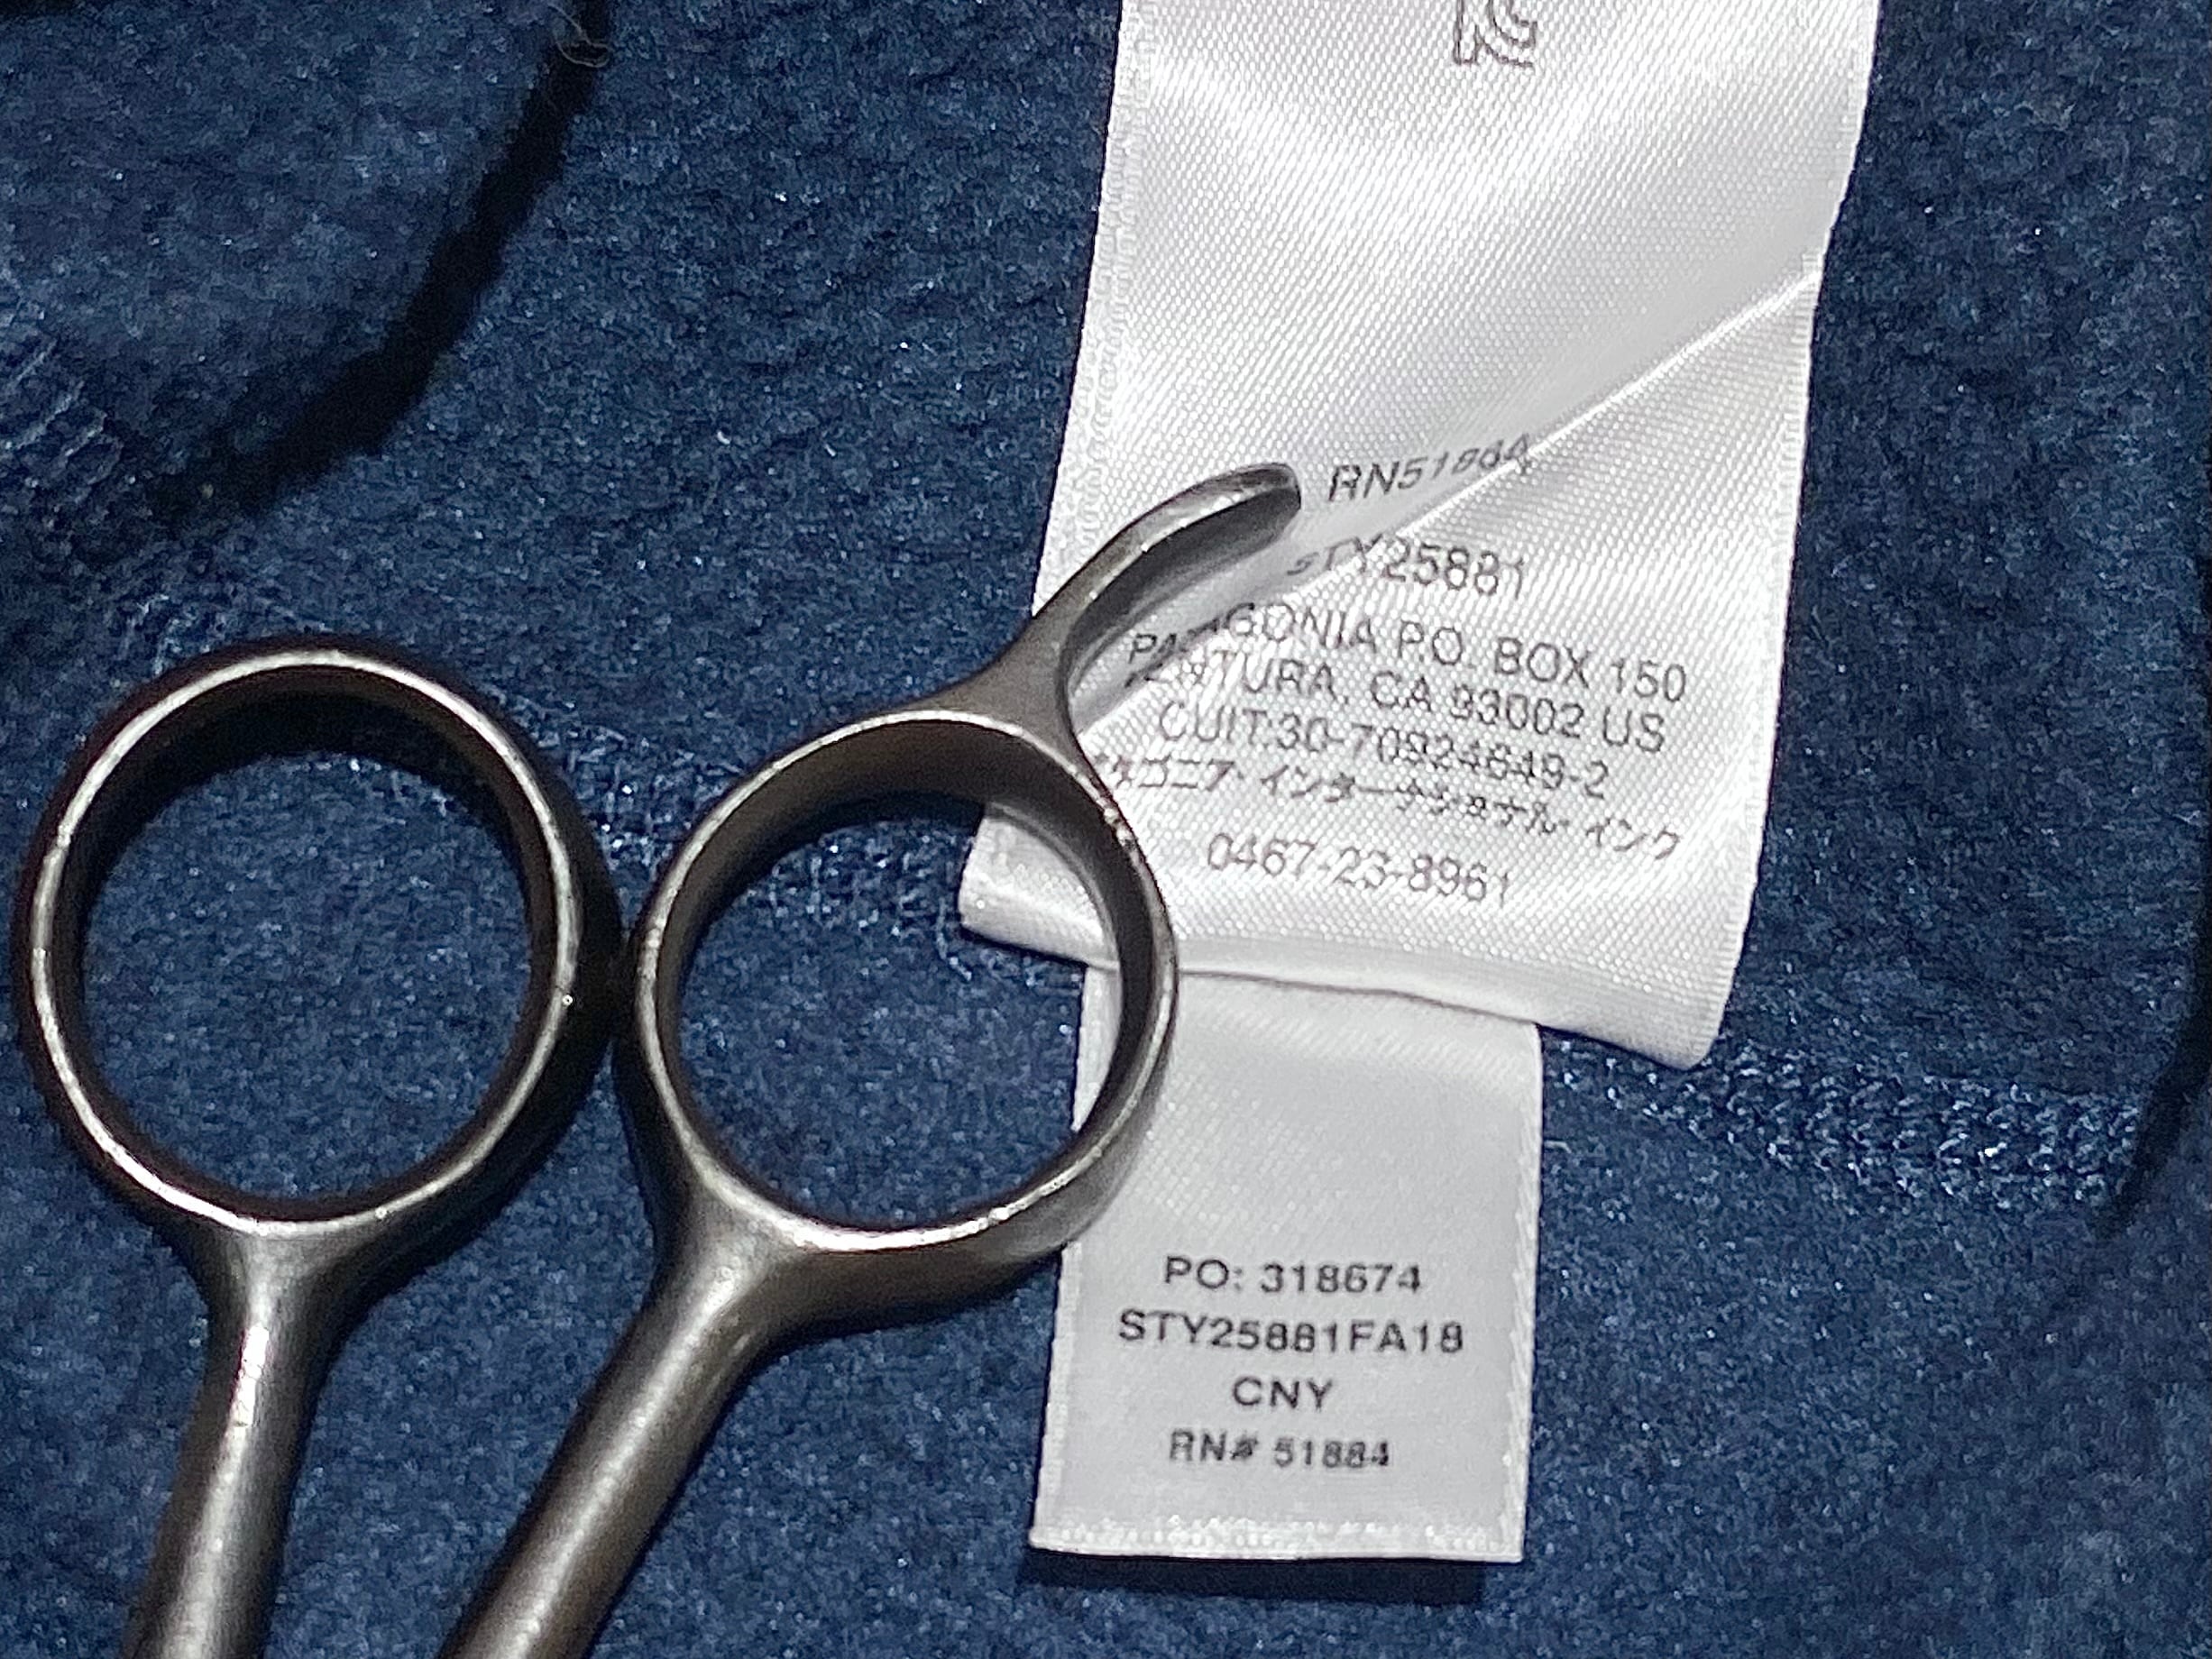 RN51884
STY25881
PATAGONIA P.O. BOX 150
VENTURA, CA 93002 US
CUIT:30-70924849-2
パタゴニア・インターナショナル・インク
0467-23-8961
PO: 318674
STY25881FA18
CNY
RN# 51884